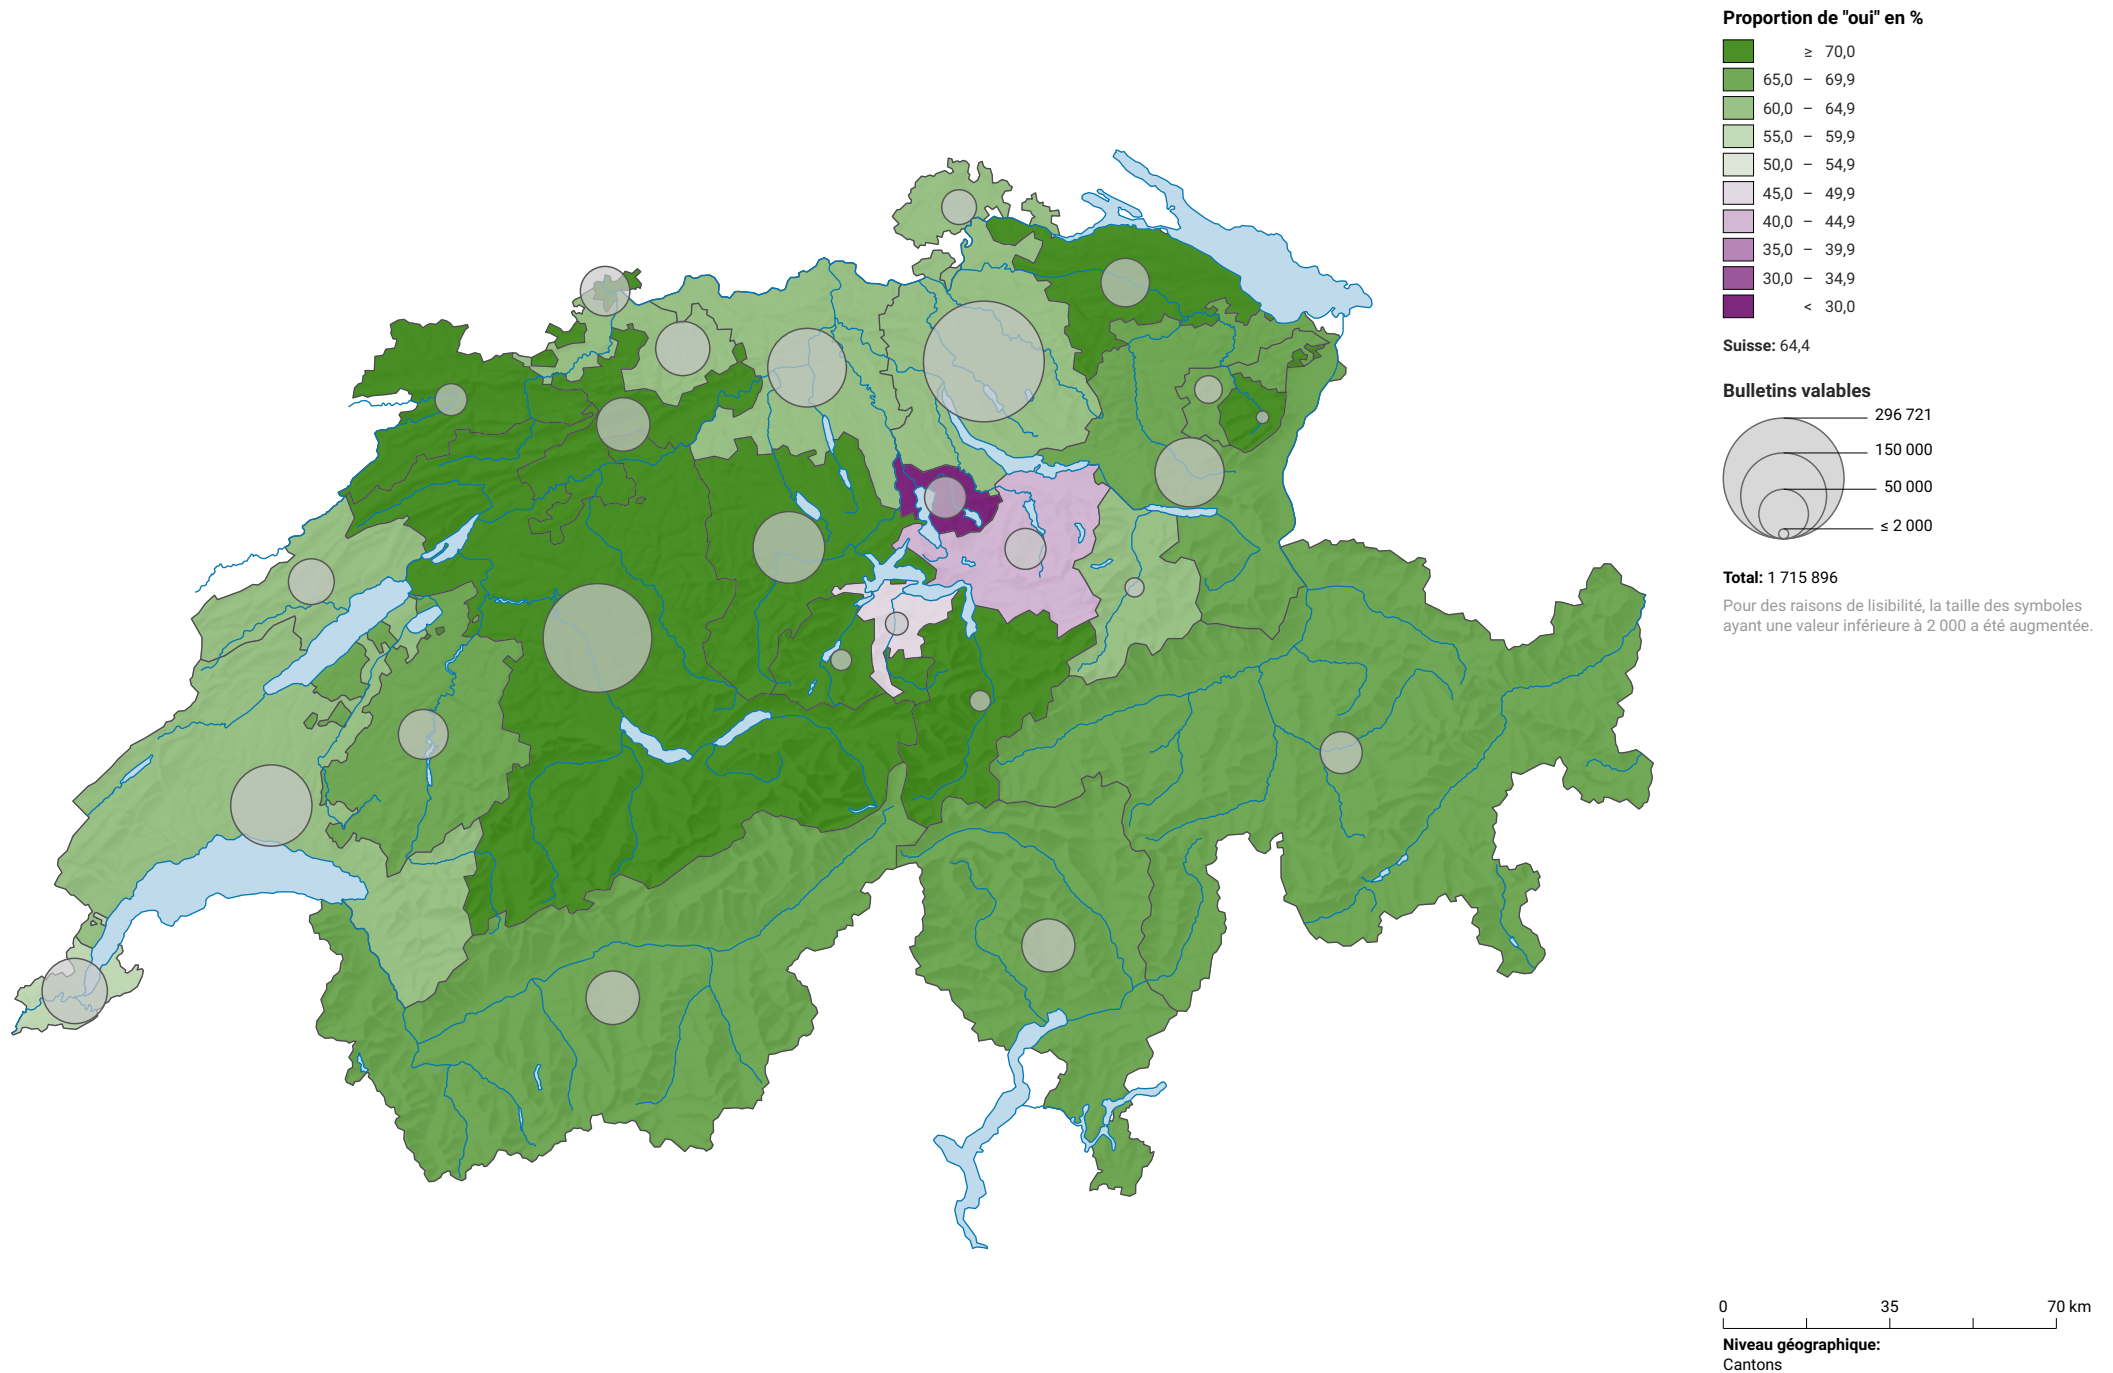 Proportion de "oui" en %
≥ 70,0
65,0 – 69,9
60,0 – 64,9
55,0 – 59,9
50,0 – 54,9
45,0 – 49,9
40,0 – 44,9
35,0 – 39,9
30,0 – 34,9
< 30,0
Suisse: 64,4
Bulletins valables
296 721
150 000
50 000
≤ 2 000
Total: 1 715 896
Pour des raisons de lisibilité, la taille des symboles
ayant une valeur inférieure à 2 000 a été augmentée.
0 35 70 km
Niveau géographique:
Cantons